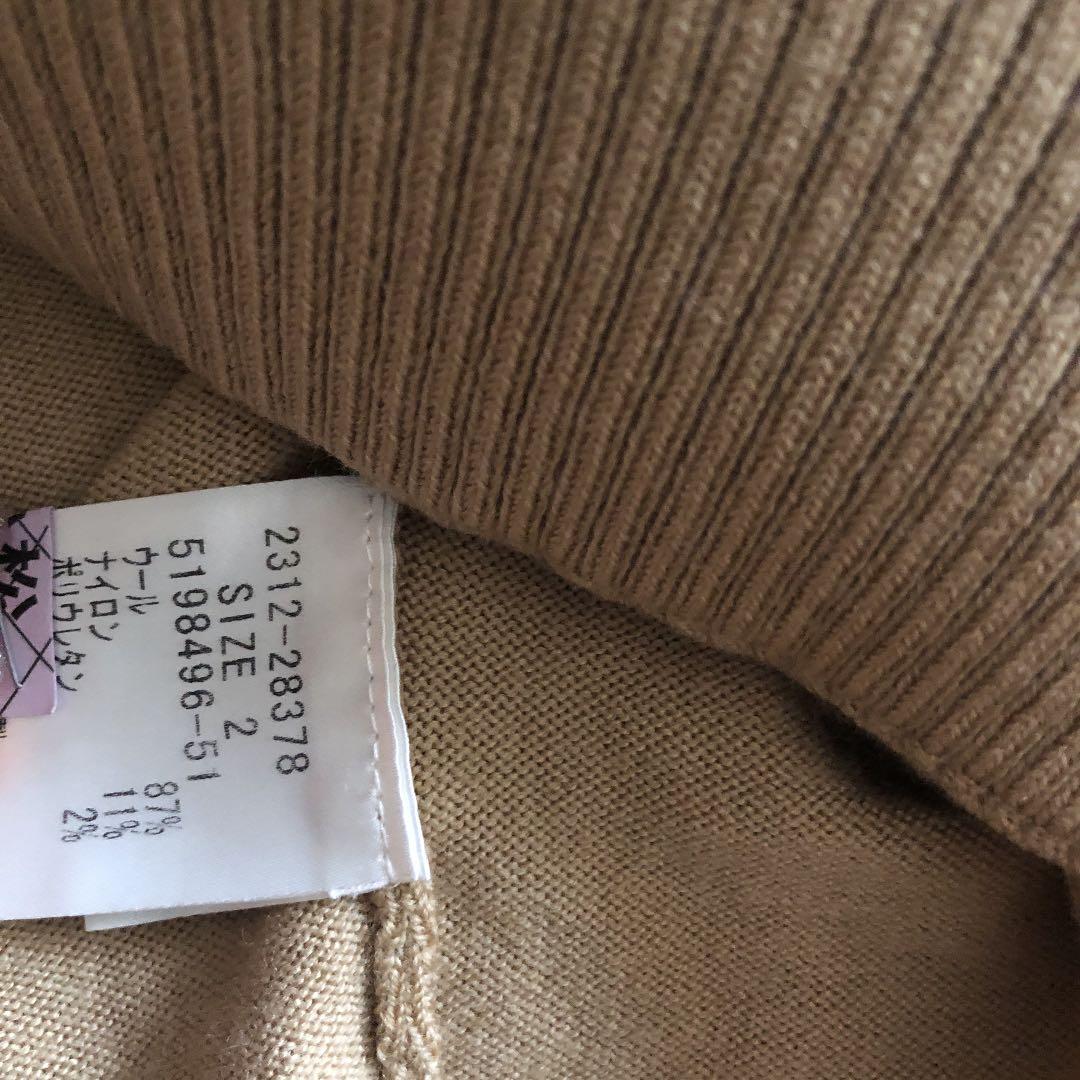 2312-28378
SIZE 2
5198496-51
ウール 87%
ナイロン 11%
ポリウレタン 2%